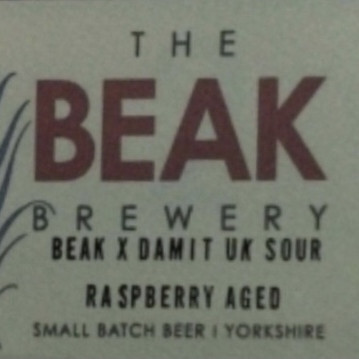 THE
BEAK
BREWERY
BEAK X DAMIT UK SOUR
RASPBERRY AGED
SMALL BATCH BEER | YORKSHIRE